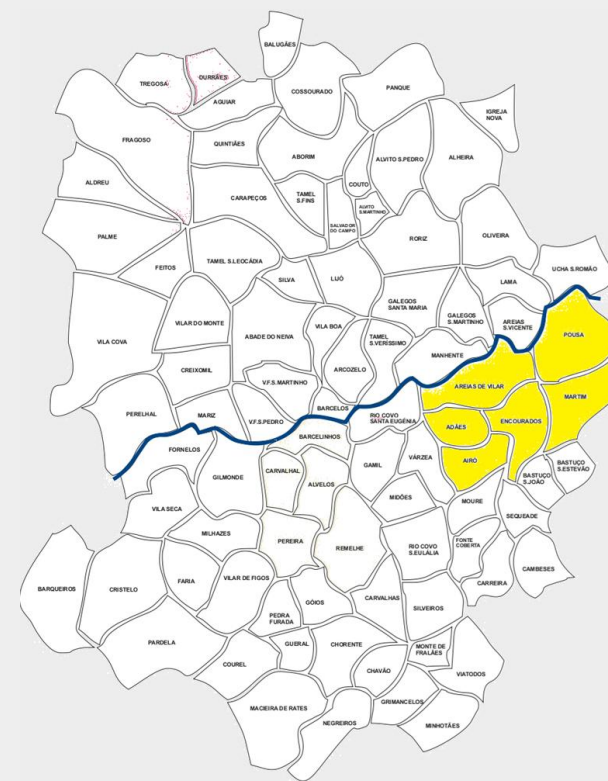 BALUGÃES
TREGOSA
DURRÃES
COSSOURADO
PANQUE
AGUIAR
IGREJA
NOVA
FRAGOSO
QUINTIÃES
ABORIM
ALVITO S.PEDRO
ALHEIRA
ALDREU
COUTO
CARAPEÇOS
TAMEL
S.FINS
ALVITO
S.MARTINHO
SALVADOR
DO CAMPO
PALME
RORIZ
OLIVEIRA
FEITOS
TAMEL S.LEOCÁDIA
UCHA S.ROMÃO
SILVA
LIJÓ
LAMA
GALEGOS
SANTA MARIA
GALEGOS
S.MARTINHO
AREIAS
S.VICENTE
VILAR DO MONTE
VILA BOA
POUSA
VILA COVA
ABADE DO NEIVA
TAMEL
S.VERÍSSIMO
MANHENTE
CREIXOMIL
ARCOZELO
V.F.S.MARTINHO
AREIAS DE VILAR
MARTIM
PERELHAL
MARIZ
BARCELOS
V.F.S.PEDRO
RIO COVO
SANTA EUGÉNIA
ADÃES
ENCOURADOS
BARCELINHOS
FORNELOS
VÁRZEA
AIRÓ
GAMIL
CARVALHAL
GILMONDE
ALVELOS
BASTUÇO
S.JOÃO
BASTUÇO
S.ESTEVÃO
MIDÕES
MOURE
VILA SECA
SEQUEADE
MILHAZES
PEREIRA
REMELHE
RIO COVO
S.EULÁLIA
FONTE
COBERTA
CAMBESES
BARQUEIROS
CRISTELO
FARIA
VILAR DE FIGOS
CARREIRA
CARVALHAS
SILVEIROS
GÓIOS
PEDRA
FURADA
PARDELA
CHORENTE
GUERAL
MONTE DE
FRALÃES
COUREL
CHAVÃO
VIATODOS
GRIMANCELOS
MACIEIRA DE RATES
NEGREIROS
MINHOTÃES